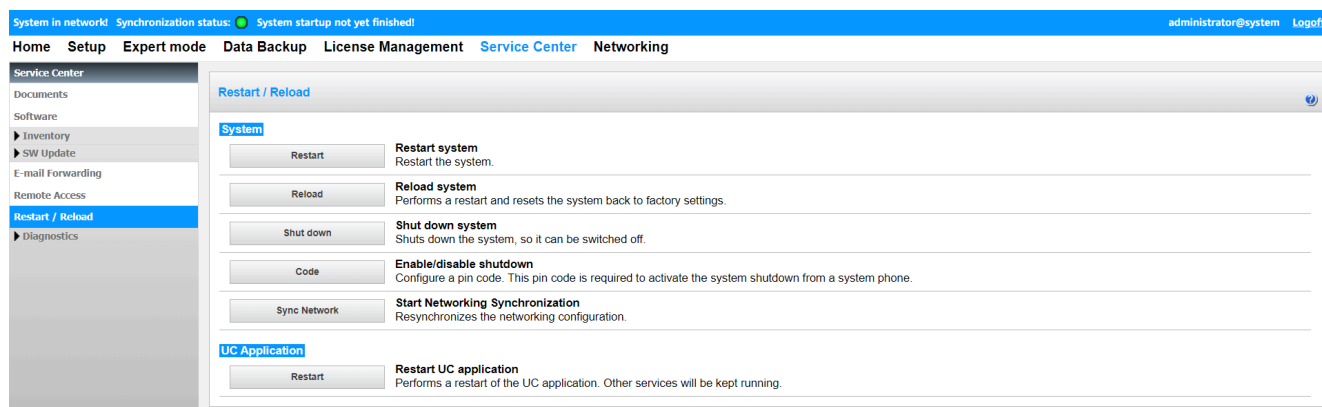 System in network! Synchronization status: System startup not yet finished! administrator@system Logoff
Home Setup Expert mode Data Backup License Management Service Center Networking
Service Center
Documents
Software
Inventory
SW Update
E-mail Forwarding
Remote Access
Restart / Reload
Diagnostics
Restart / Reload
System
Restart
Restart system
Restart the system.
Reload
Reload system
Performs a restart and resets the system back to factory settings.
Shut down
Shut down system
Shuts down the system, so it can be switched off.
Code
Enable/disable shutdown
Configure a pin code. This pin code is required to activate the system shutdown from a system phone.
Sync Network
Start Networking Synchronization
Resynchronizes the networking configuration.
UC Application
Restart
Restart UC application
Performs a restart of the UC application. Other services will be kept running.